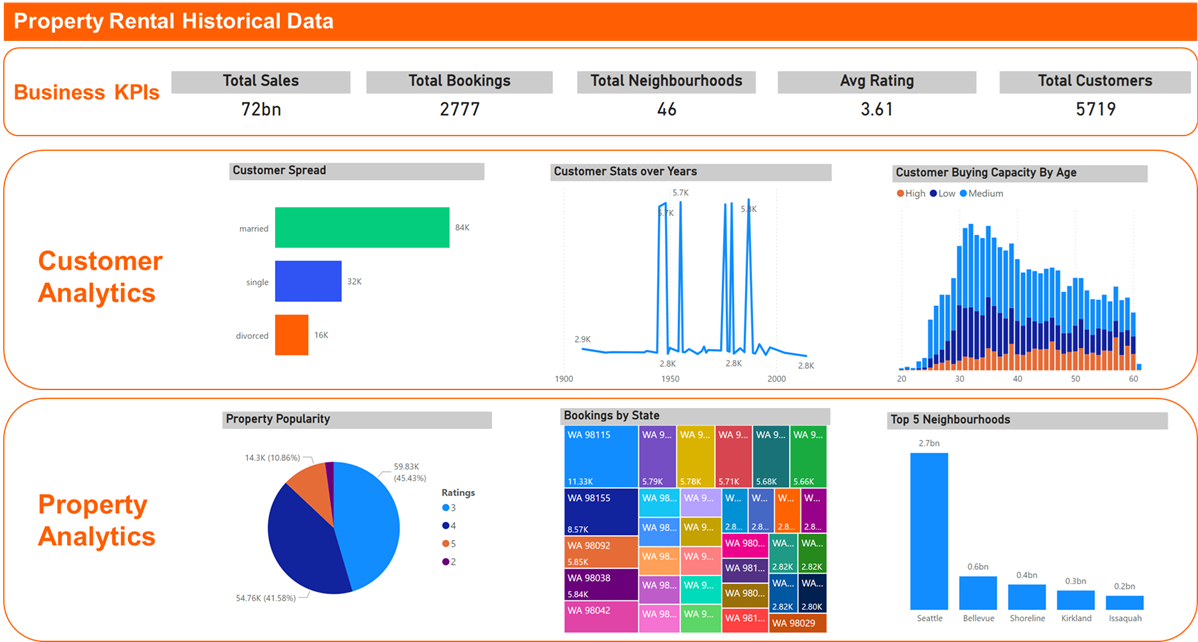 Property Rental Historical Data
Business KPIs
Total Sales
72bn
Total Bookings
2777
Total Neighbourhoods
46
Avg Rating
3.61
Total Customers
5719
Customer
Analytics
Customer Spread
married
84K
single
32K
divorced
16K
Customer Stats over Years
5.7K
5.7K
5.8K
2.9K
2.8K
2.8K
2.8K
1900
1950
2000
Customer Buying Capacity By Age
High Low Medium
20 30 40 50 60
Property
Analytics
Property Popularity
14.3K (10.86%)
59.83K
(45.43%)
54.76K (41.58%)
Ratings
3
4
5
2
Bookings by State
WA 98115 WA 9... WA 9... WA 9... WA 9... WA 9...
11.33K 5.79K 5.78K 5.71K 5.68K 5.66K
WA 98155 WA 98... WA 9... W... W... W... W...
8.57K 2.8... 2.8... 2.8... 2.8...
WA 98... WA 9...
WA 98092 WA 980... WA... WA...
5.85K 2.82K 2.82K
WA 98... WA 9... WA 981...
WA 98038 WA 98... WA 9... WA 980... WA... WA...
5.84K 2.82K 2.80K
WA 98042 WA 98... WA 9... WA 981... WA 98029
Top 5 Neighbourhoods
2.7bn
0.6bn
0.4bn
0.3bn
0.2bn
Seattle Bellevue Shoreline Kirkland Issaquah